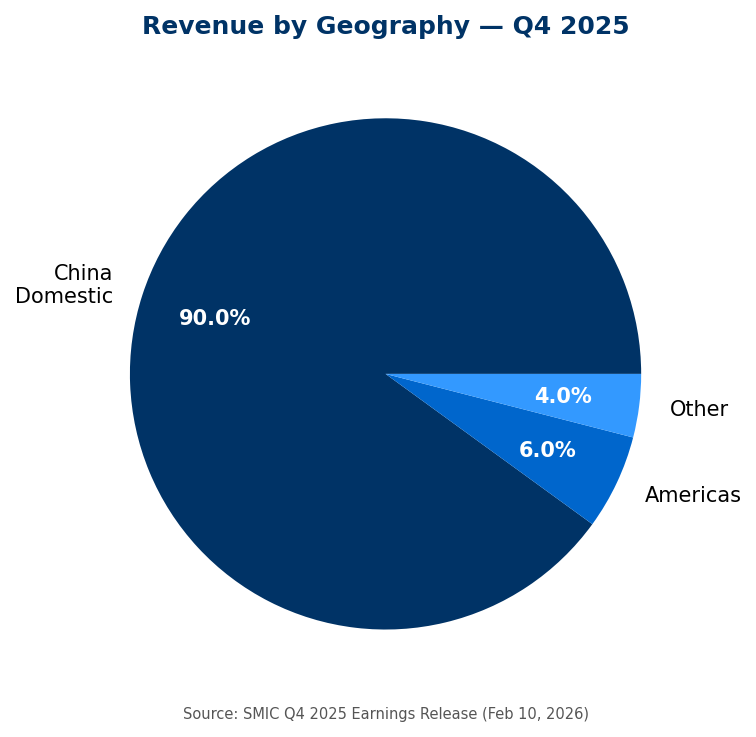 Revenue by Geography — Q4 2025
China
Domestic
90.0%
4.0%
Other
6.0%
Americas
Source: SMIC Q4 2025 Earnings Release (Feb 10, 2026)